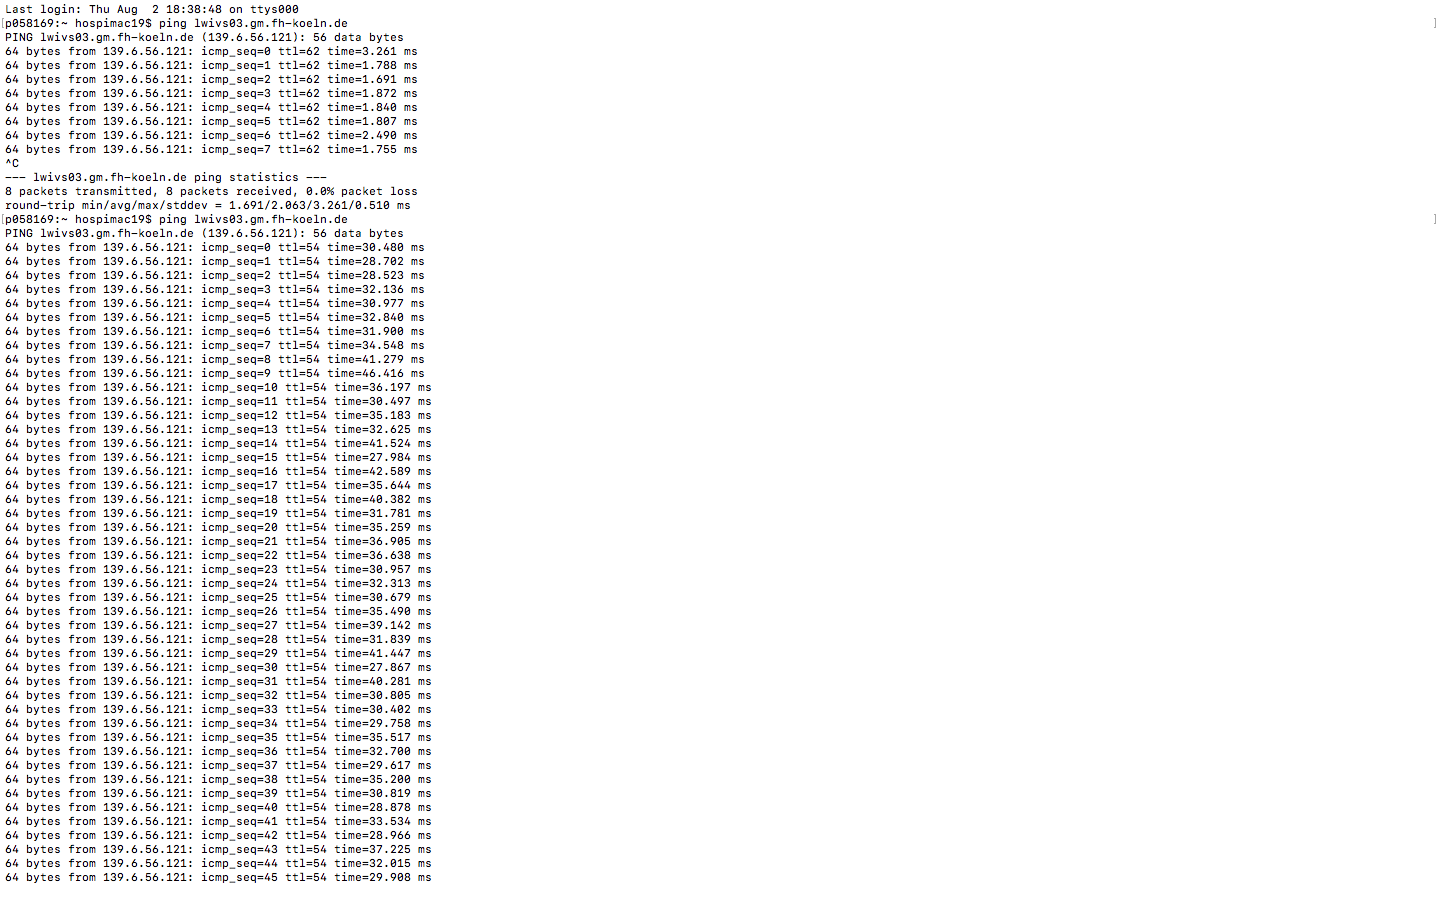 Last login: Thu Aug  2 18:38:48 on ttys000
[p058169:~ hospimac19$ ping lwivs03.gm.fh-koeln.de ]
PING lwivs03.gm.fh-koeln.de (139.6.56.121): 56 data bytes
64 bytes from 139.6.56.121: icmp_seq=0 ttl=62 time=3.261 ms
64 bytes from 139.6.56.121: icmp_seq=1 ttl=62 time=1.788 ms
64 bytes from 139.6.56.121: icmp_seq=2 ttl=62 time=1.691 ms
64 bytes from 139.6.56.121: icmp_seq=3 ttl=62 time=1.872 ms
64 bytes from 139.6.56.121: icmp_seq=4 ttl=62 time=1.840 ms
64 bytes from 139.6.56.121: icmp_seq=5 ttl=62 time=1.807 ms
64 bytes from 139.6.56.121: icmp_seq=6 ttl=62 time=2.490 ms
64 bytes from 139.6.56.121: icmp_seq=7 ttl=62 time=1.755 ms
^C
--- lwivs03.gm.fh-koeln.de ping statistics ---
8 packets transmitted, 8 packets received, 0.0% packet loss
round-trip min/avg/max/stddev = 1.691/2.063/3.261/0.510 ms
[p058169:~ hospimac19$ ping lwivs03.gm.fh-koeln.de ]
PING lwivs03.gm.fh-koeln.de (139.6.56.121): 56 data bytes
64 bytes from 139.6.56.121: icmp_seq=0 ttl=54 time=30.480 ms
64 bytes from 139.6.56.121: icmp_seq=1 ttl=54 time=28.702 ms
64 bytes from 139.6.56.121: icmp_seq=2 ttl=54 time=28.523 ms
64 bytes from 139.6.56.121: icmp_seq=3 ttl=54 time=32.136 ms
64 bytes from 139.6.56.121: icmp_seq=4 ttl=54 time=30.977 ms
64 bytes from 139.6.56.121: icmp_seq=5 ttl=54 time=32.840 ms
64 bytes from 139.6.56.121: icmp_seq=6 ttl=54 time=31.900 ms
64 bytes from 139.6.56.121: icmp_seq=7 ttl=54 time=34.548 ms
64 bytes from 139.6.56.121: icmp_seq=8 ttl=54 time=41.279 ms
64 bytes from 139.6.56.121: icmp_seq=9 ttl=54 time=46.416 ms
64 bytes from 139.6.56.121: icmp_seq=10 ttl=54 time=36.197 ms
64 bytes from 139.6.56.121: icmp_seq=11 ttl=54 time=30.497 ms
64 bytes from 139.6.56.121: icmp_seq=12 ttl=54 time=35.183 ms
64 bytes from 139.6.56.121: icmp_seq=13 ttl=54 time=32.625 ms
64 bytes from 139.6.56.121: icmp_seq=14 ttl=54 time=41.524 ms
64 bytes from 139.6.56.121: icmp_seq=15 ttl=54 time=27.984 ms
64 bytes from 139.6.56.121: icmp_seq=16 ttl=54 time=42.589 ms
64 bytes from 139.6.56.121: icmp_seq=17 ttl=54 time=35.644 ms
64 bytes from 139.6.56.121: icmp_seq=18 ttl=54 time=40.382 ms
64 bytes from 139.6.56.121: icmp_seq=19 ttl=54 time=31.781 ms
64 bytes from 139.6.56.121: icmp_seq=20 ttl=54 time=35.259 ms
64 bytes from 139.6.56.121: icmp_seq=21 ttl=54 time=36.905 ms
64 bytes from 139.6.56.121: icmp_seq=22 ttl=54 time=36.638 ms
64 bytes from 139.6.56.121: icmp_seq=23 ttl=54 time=30.957 ms
64 bytes from 139.6.56.121: icmp_seq=24 ttl=54 time=32.313 ms
64 bytes from 139.6.56.121: icmp_seq=25 ttl=54 time=30.679 ms
64 bytes from 139.6.56.121: icmp_seq=26 ttl=54 time=35.490 ms
64 bytes from 139.6.56.121: icmp_seq=27 ttl=54 time=39.142 ms
64 bytes from 139.6.56.121: icmp_seq=28 ttl=54 time=31.839 ms
64 bytes from 139.6.56.121: icmp_seq=29 ttl=54 time=41.447 ms
64 bytes from 139.6.56.121: icmp_seq=30 ttl=54 time=27.867 ms
64 bytes from 139.6.56.121: icmp_seq=31 ttl=54 time=40.281 ms
64 bytes from 139.6.56.121: icmp_seq=32 ttl=54 time=30.805 ms
64 bytes from 139.6.56.121: icmp_seq=33 ttl=54 time=30.402 ms
64 bytes from 139.6.56.121: icmp_seq=34 ttl=54 time=29.758 ms
64 bytes from 139.6.56.121: icmp_seq=35 ttl=54 time=35.517 ms
64 bytes from 139.6.56.121: icmp_seq=36 ttl=54 time=32.700 ms
64 bytes from 139.6.56.121: icmp_seq=37 ttl=54 time=29.617 ms
64 bytes from 139.6.56.121: icmp_seq=38 ttl=54 time=35.200 ms
64 bytes from 139.6.56.121: icmp_seq=39 ttl=54 time=30.819 ms
64 bytes from 139.6.56.121: icmp_seq=40 ttl=54 time=28.878 ms
64 bytes from 139.6.56.121: icmp_seq=41 ttl=54 time=33.534 ms
64 bytes from 139.6.56.121: icmp_seq=42 ttl=54 time=28.966 ms
64 bytes from 139.6.56.121: icmp_seq=43 ttl=54 time=37.225 ms
64 bytes from 139.6.56.121: icmp_seq=44 ttl=54 time=32.015 ms
64 bytes from 139.6.56.121: icmp_seq=45 ttl=54 time=29.908 ms